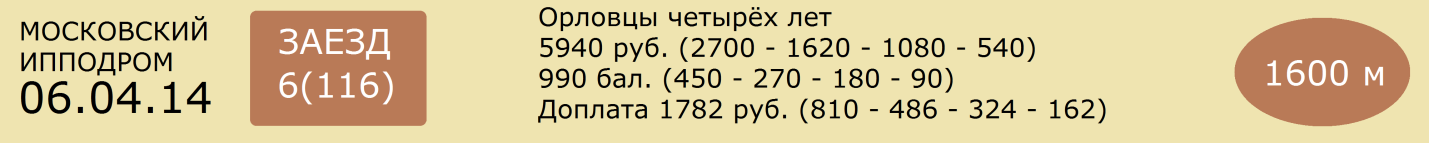 МОСКОВСКИЙ
ИППОДРОМ
06.04.14
ЗАЕЗД
6(116)
Орловцы четырёх лет
5940 руб. (2700 - 1620 - 1080 - 540)
990 бал. (450 - 270 - 180 - 90)
Доплата 1782 руб. (810 - 486 - 324 - 162)
1600 м